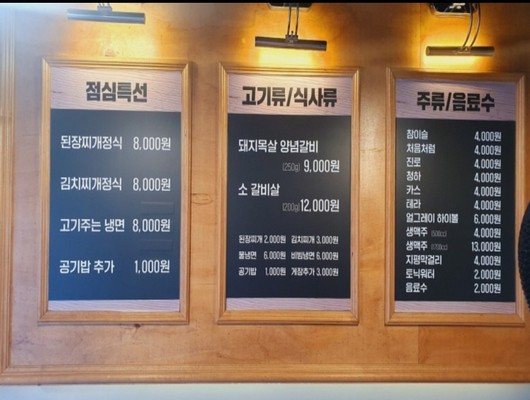 점심특선
된장찌개정식 8,000원
김치찌개정식 8,000원
고기주는 냉면 8,000원
공기밥 추가 1,000원
고기류/식사류
돼지목살 양념갈비
(250g) 9,000원
소 갈비살
(200g) 12,000원
된장찌개 2,000원 김치찌개 3,000원
물냉면 6,000원 비빔냉면 6,000원
공기밥 1,000원 게장추가 3,000원
주류/음료수
참이슬 4,000원
처음처럼 4,000원
진로 4,000원
청하 4,000원
카스 4,000원
테라 4,000원
얼그레이 하이볼 6,000원
생맥주 (500cc) 4,000원
생맥주 (1700cc) 13,000원
지평막걸리 4,000원
토닉워터 2,000원
음료수 2,000원